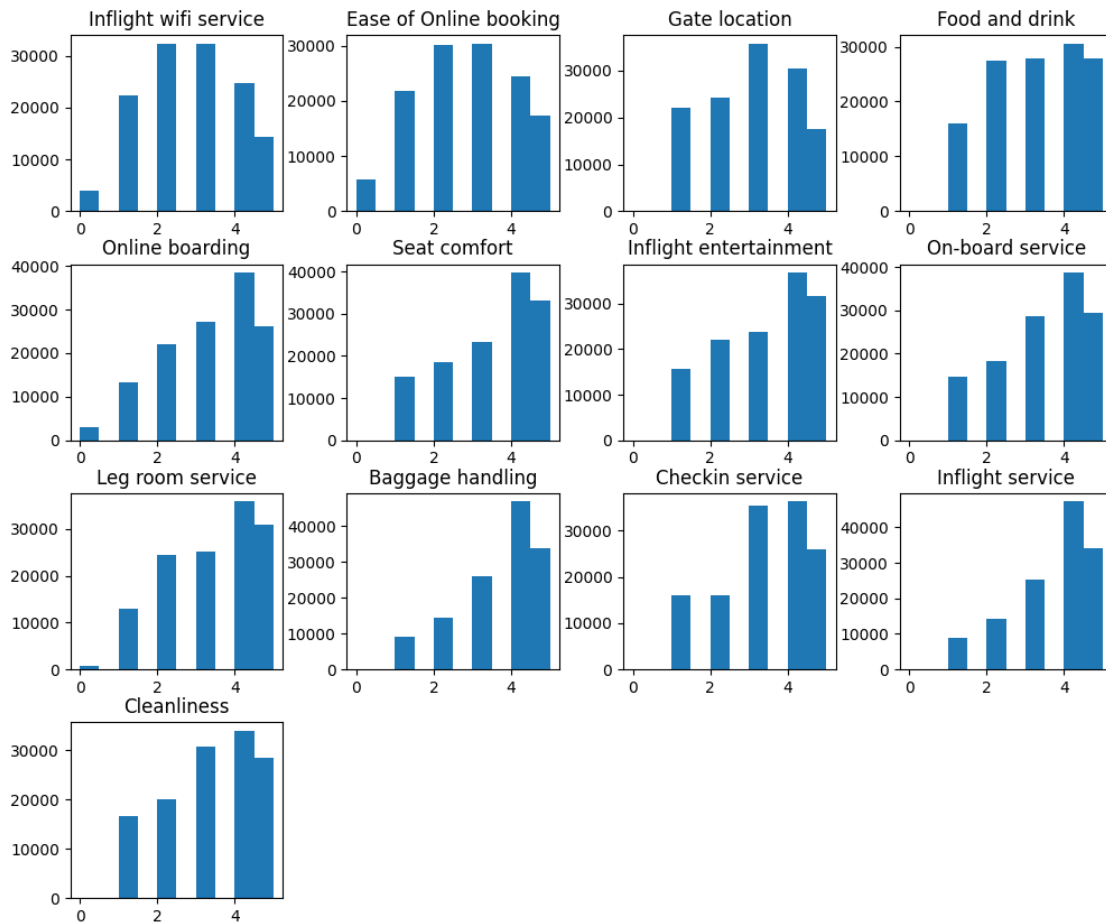 Inflight wifi service
30000
20000
10000
0
0 2 4
Ease of Online booking
30000
20000
10000
0
0 2 4
Gate location
30000
20000
10000
0
0 2 4
Food and drink
30000
20000
10000
0
0 2 4
Online boarding
40000
30000
20000
10000
0
0 2 4
Seat comfort
40000
30000
20000
10000
0
0 2 4
Inflight entertainment
30000
20000
10000
0
0 2 4
On-board service
40000
30000
20000
10000
0
0 2 4
Leg room service
30000
20000
10000
0
0 2 4
Baggage handling
40000
30000
20000
10000
0
0 2 4
Checkin service
30000
20000
10000
0
0 2 4
Inflight service
40000
30000
20000
10000
0
0 2 4
Cleanliness
30000
20000
10000
0
0 2 4